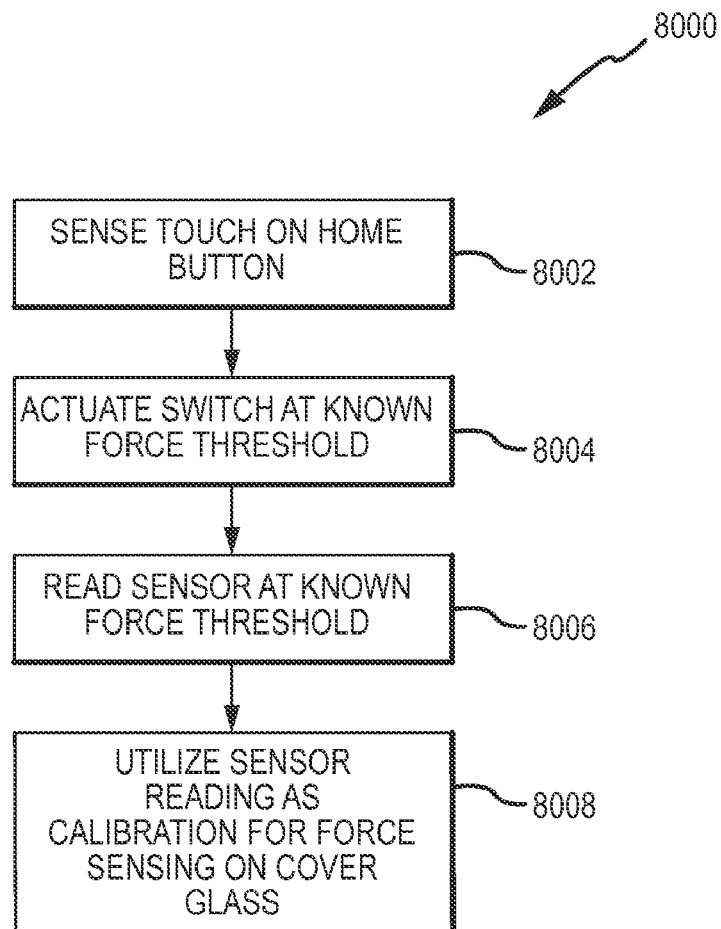 8000
SENSE TOUCH ON HOME
BUTTON
8002
ACTUATE SWITCH AT KNOWN
FORCE THRESHOLD
8004
READ SENSOR AT KNOWN
FORCE THRESHOLD
8006
UTILIZE SENSOR
READING AS
CALIBRATION FOR FORCE
SENSING ON COVER
GLASS
8008